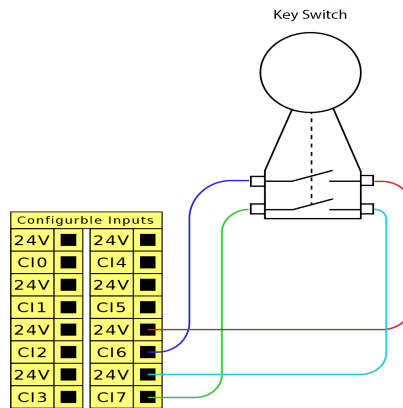 Key Switch
Configurble Inputs
24V 24V
CI0 CI4
24V 24V
CI1 CI5
24V 24V
CI2 CI6
24V 24V
CI3 CI7